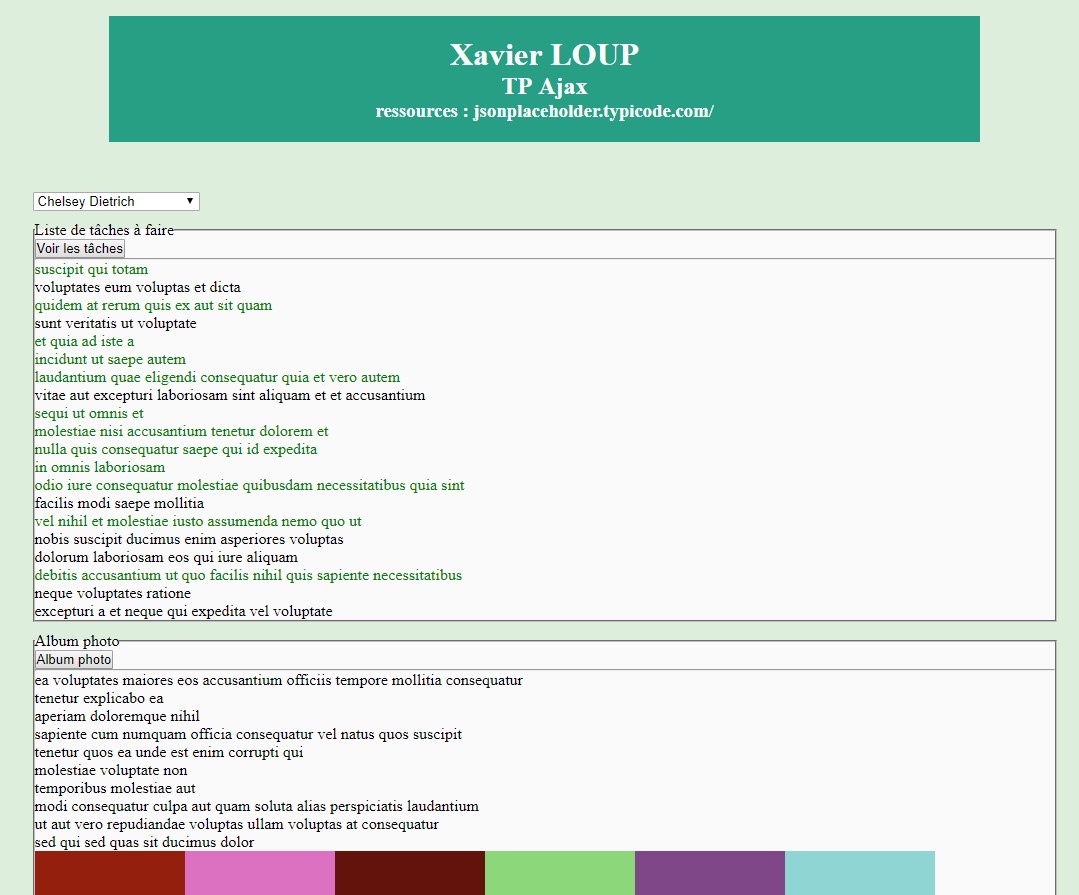 Xavier LOUP
TP Ajax
ressources : jsonplaceholder.typicode.com/
Chelsey Dietrich
Liste de tâches à faire
Voir les tâches
suscipit qui totam
voluptates eum voluptas et dicta
quidem at rerum quis ex aut sit quam
sunt veritatis ut voluptate
et quia ad iste a
incidunt ut saepe autem
laudantium quae eligendi consequatur quia et vero autem
vitae aut excepturi laboriosam sint aliquam et et accusantium
sequi ut omnis et
molestiae nisi accusantium tenetur dolorem et
nulla quis consequatur saepe qui id expedita
in omnis laboriosam
odio iure consequatur molestiae quibusdam necessitatibus quia sint
facilis modi saepe mollitia
vel nihil et molestiae iusto assumenda nemo quo ut
nobis suscipit ducimus enim asperiores voluptas
dolorum laboriosam eos qui iure aliquam
debitis accusantium ut quo facilis nihil quis sapiente necessitatibus
neque voluptates ratione
excepturi a et neque qui expedita vel voluptate
Album photo
Album photo
ea voluptates maiores eos accusantium officiis tempore mollitia consequatur
tenetur explicabo ea
aperiam doloremque nihil
sapiente cum numquam officia consequatur vel natus quos suscipit
tenetur quos ea unde est enim corrupti qui
molestiae voluptate non
temporibus molestiae aut
modi consequatur culpa aut quam soluta alias perspiciatis laudantium
ut aut vero repudiandae voluptas ullam voluptas at consequatur
sed qui sed quas sit ducimus dolor